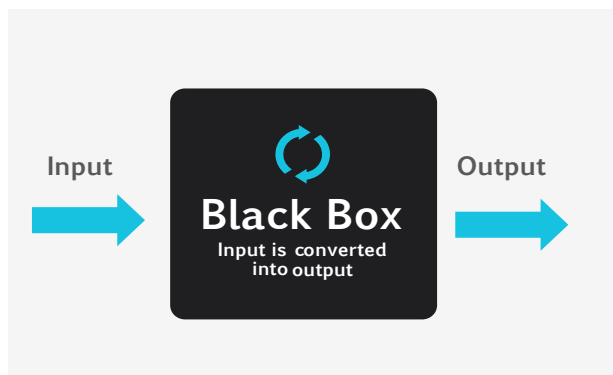 Input
Black Box
Input is converted
into output
Output